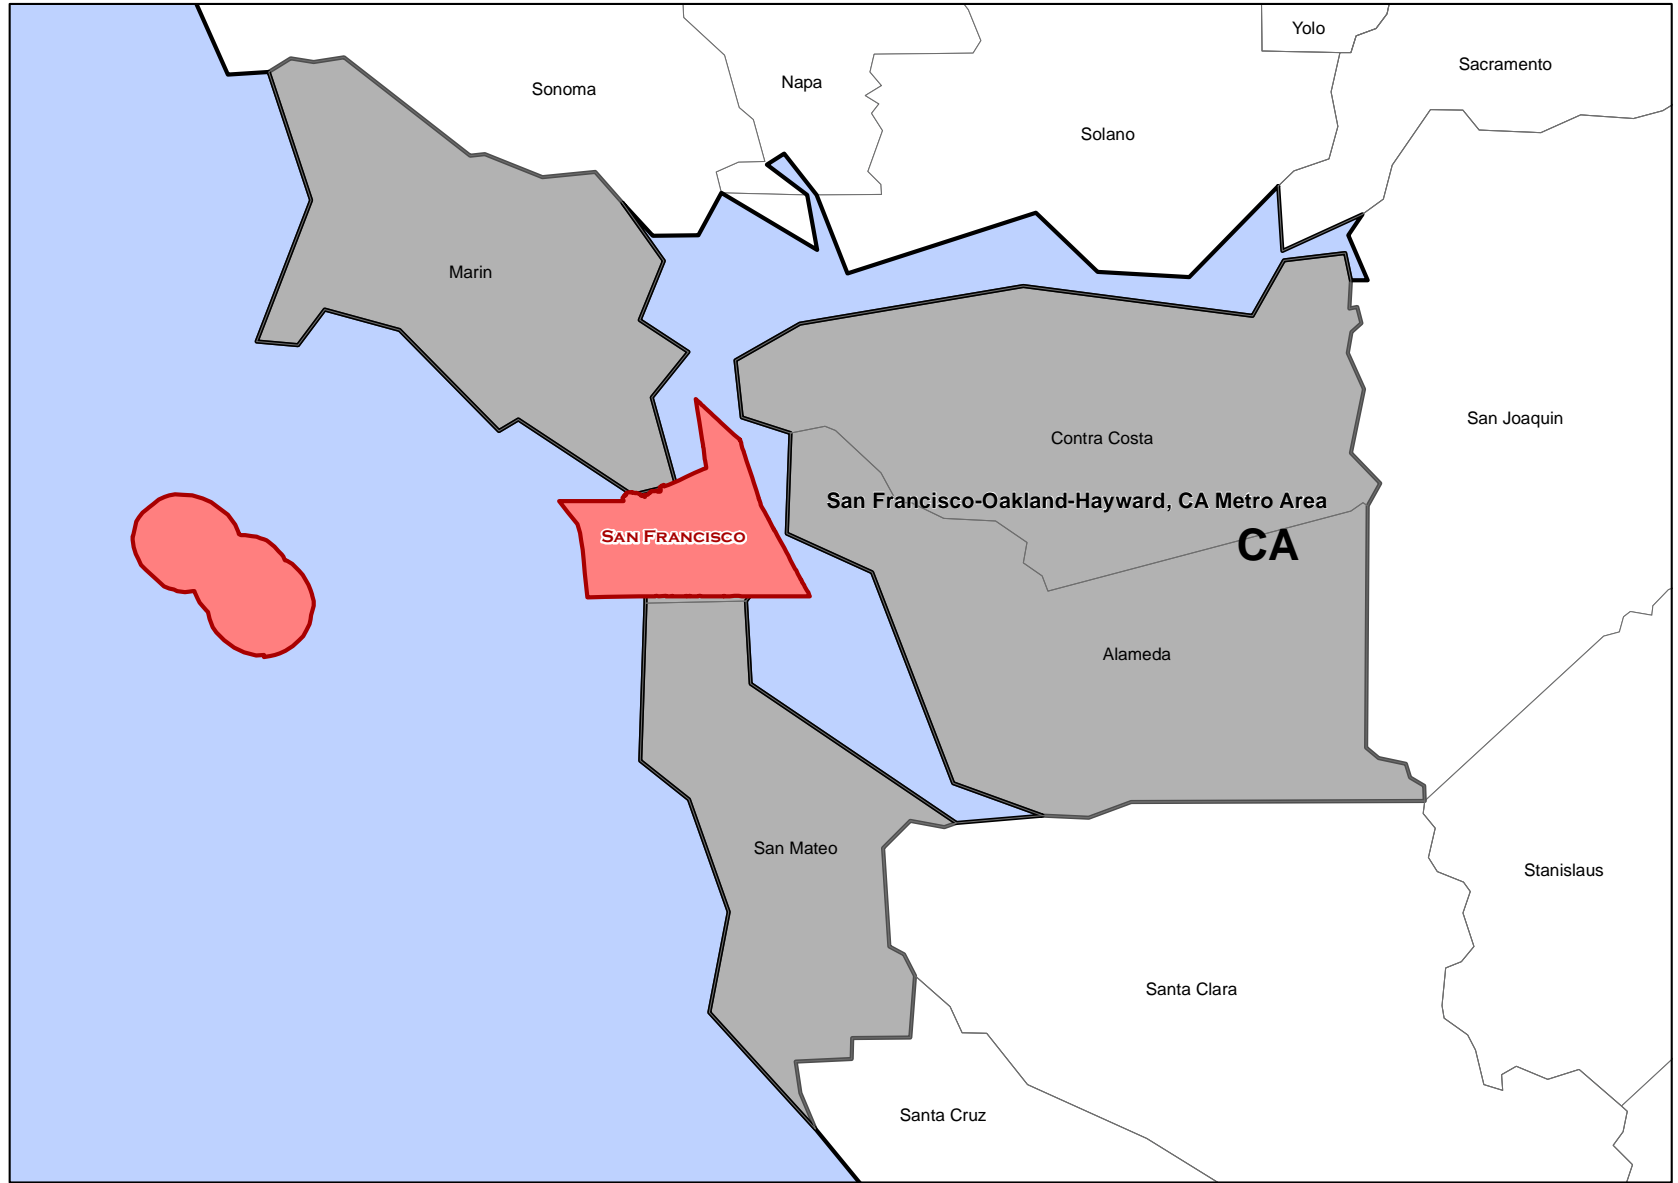 Yolo
Sacramento
Sonoma
Napa
Solano
Marin
San Joaquin
Contra Costa
San Francisco-Oakland-Hayward, CA Metro Area
CA
SAN FRANCISCO
Alameda
San Mateo
Stanislaus
Santa Clara
Santa Cruz